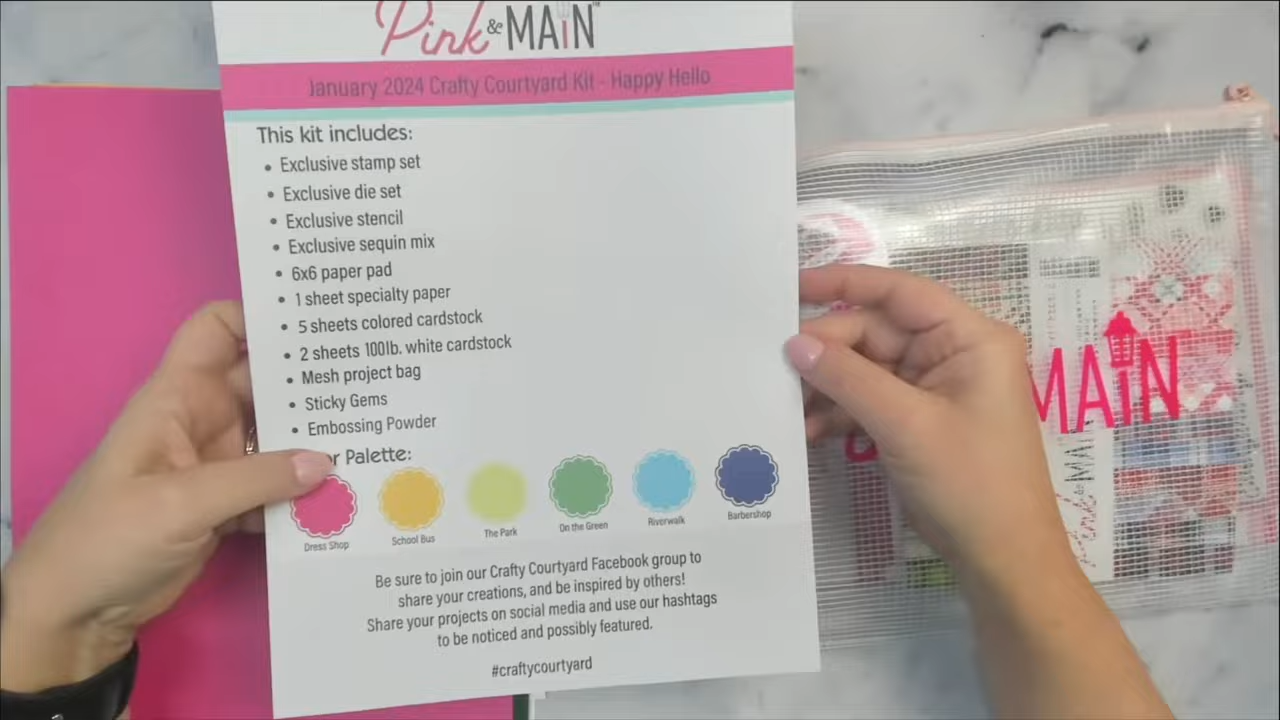 Pink & MAIN™
January 2024 Crafty Courtyard Kit - Happy Hello
This kit includes:
• Exclusive stamp set
• Exclusive die set
• Exclusive stencil
• Exclusive sequin mix
• 6x6 paper pad
• 1 sheet specialty paper
• 5 sheets colored cardstock
• 2 sheets 100lb. white cardstock
• Mesh project bag
• Sticky Gems
• Embossing Powder
Palette:
Dress Shop
School Bus
The Park
On the Green
Riverwalk
Barbershop
Be sure to join our Crafty Courtyard Facebook group to
share your creations, and be inspired by others!
Share your projects on social media and use our hashtags
to be noticed and possibly featured.
#craftycourtyard
MAIN